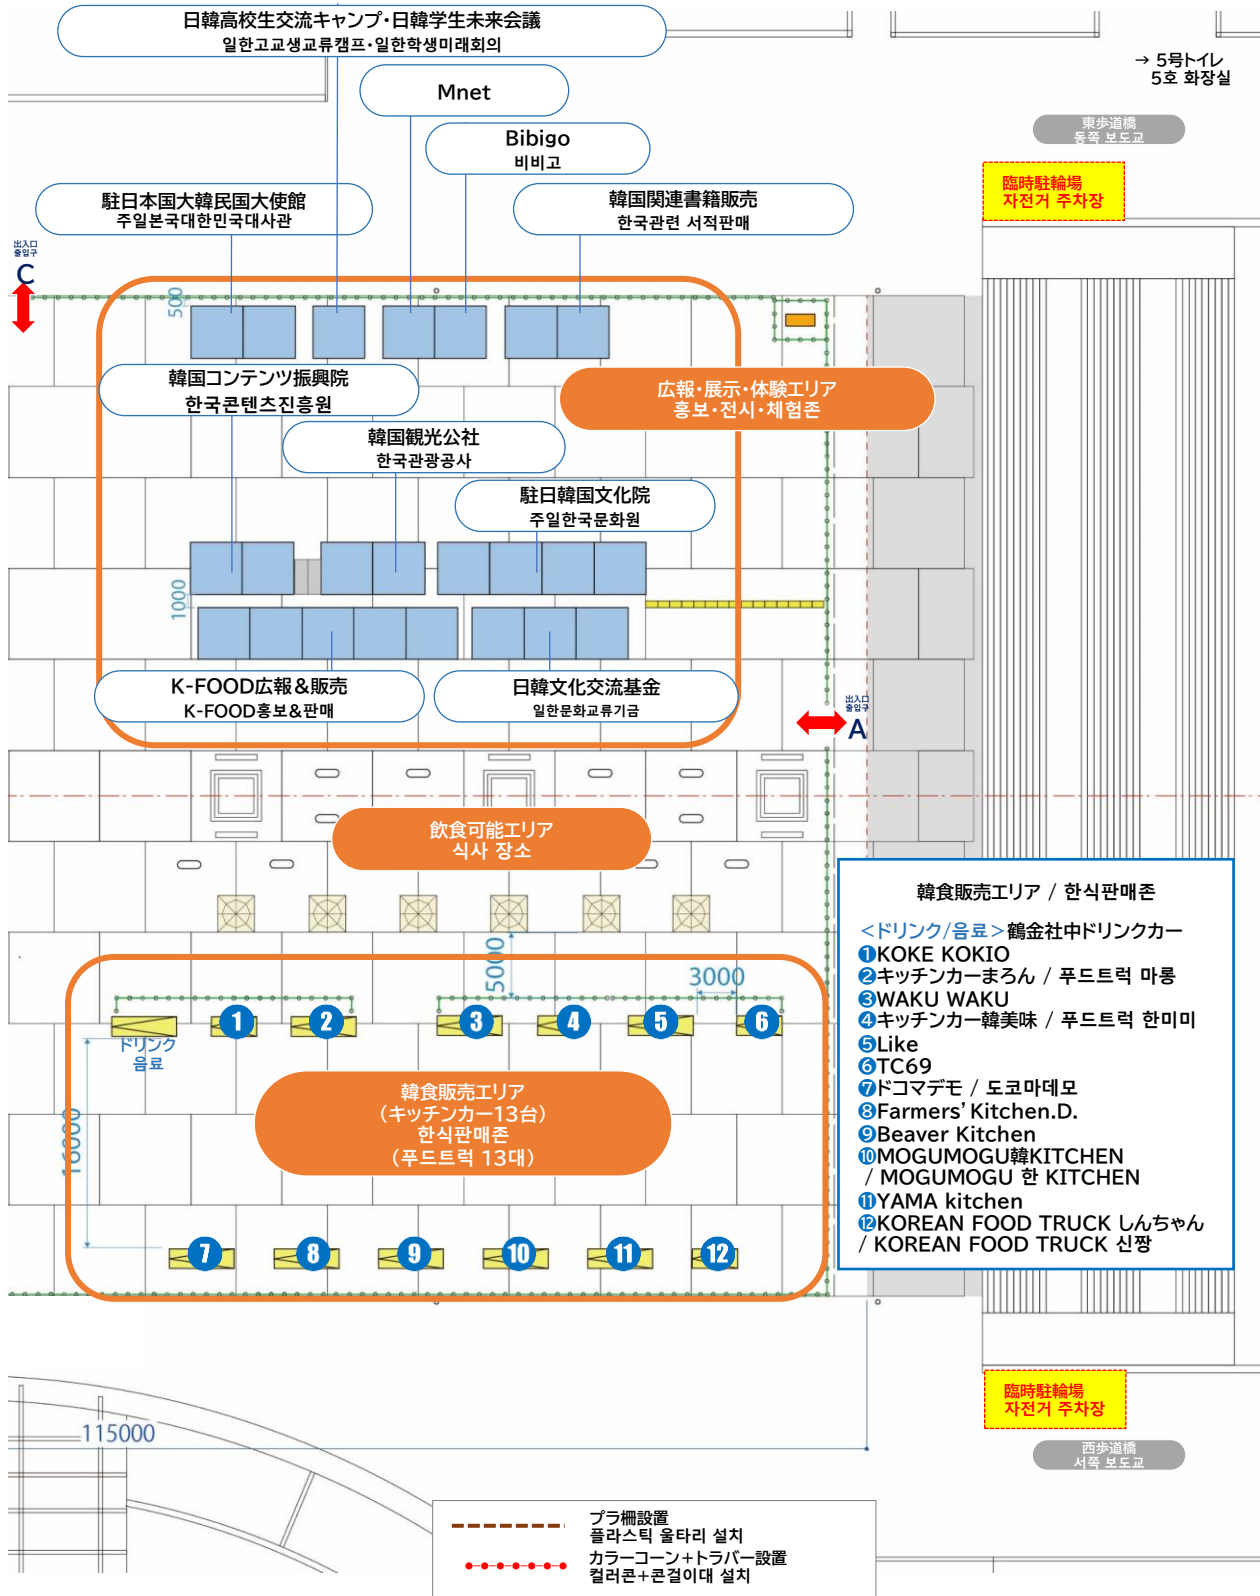 日韓高校生交流キャンプ・日韓学生未来会議
일한고교생교류캠프·일한학생미래회의
Mnet
Bibigo
비비고
→ 5号トイレ
5호 화장실
東歩道橋
동쪽 보도교
臨時駐輪場
자전거 주차장
駐日本国大韓民国大使館
주일본국대한민국대사관
韓国関連書籍販売
한국관련 서적판매
出入口
출입구
C
500
韓国コンテンツ振興院
한국콘텐츠진흥원
広報・展示・体験エリア
홍보·전시·체험존
韓国観光公社
한국관광공사
駐日韓国文化院
주일한국문화원
1000
K-FOOD広報&販売
K-FOOD홍보&판매
日韓文化交流基金
일한문화교류기금
出入口
출입구
A
飲食可能エリア
식사 장소
5000
3000
1
2
3
4
5
6
ドリンク
음료
16000
韓食販売エリア
(キッチンカー13台)
한식판매존
(푸드트럭 13대)
7
8
9
10
11
12
韓食販売エリア / 한식판매존
<ドリンク/음료>鶴金社中ドリンクカー
❶KOKE KOKIO
❷キッチンカーまろん / 푸드트럭 마롱
❸WAKU WAKU
❹キッチンカー韓美味 / 푸드트럭 한미미
❺Like
❻TC69
❼ドコマデモ / 도코마데모
❽Farmers’ Kitchen.D.
❾Beaver Kitchen
❿MOGUMOGU韓KITCHEN
/ MOGUMOGU 한 KITCHEN
⓫YAMA kitchen
⓬KOREAN FOOD TRUCK しんちゃん
/ KOREAN FOOD TRUCK 신짱
臨時駐輪場
자전거 주차장
西歩道橋
서쪽 보도교
115000
プラ柵設置
플라스틱 울타리 설치
カラーコーン+トラバー設置
컬러콘+콘걸이대 설치